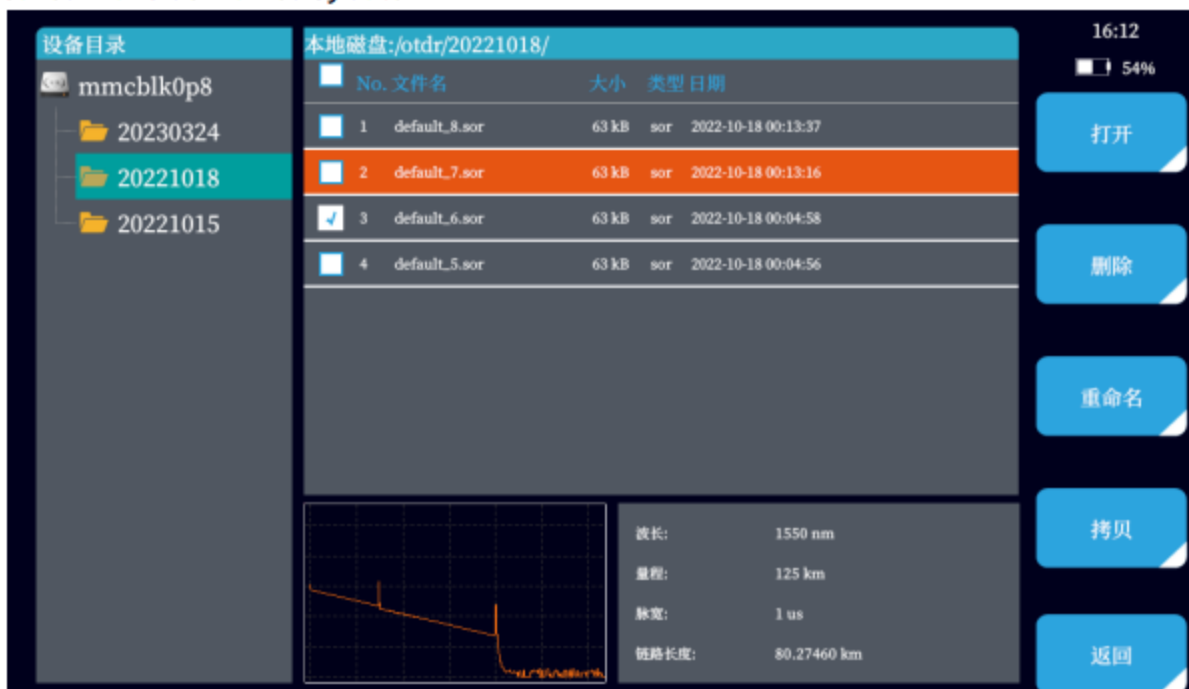 设备目录
mmcblk0p8
20230324
20221018
20221015
本地磁盘:/otdr/20221018/
No. 文件名 大小 类型 日期
1 default_8.sor 63 kB sor 2022-10-18 00:13:37
2 default_7.sor 63 kB sor 2022-10-18 00:13:16
3 default_6.sor 63 kB sor 2022-10-18 00:04:58
4 default_5.sor 63 kB sor 2022-10-18 00:04:56
波长: 1550 nm
量程: 125 km
脉宽: 1 us
链路长度: 80.27460 km
16:12
54%
打开
删除
重命名
拷贝
返回